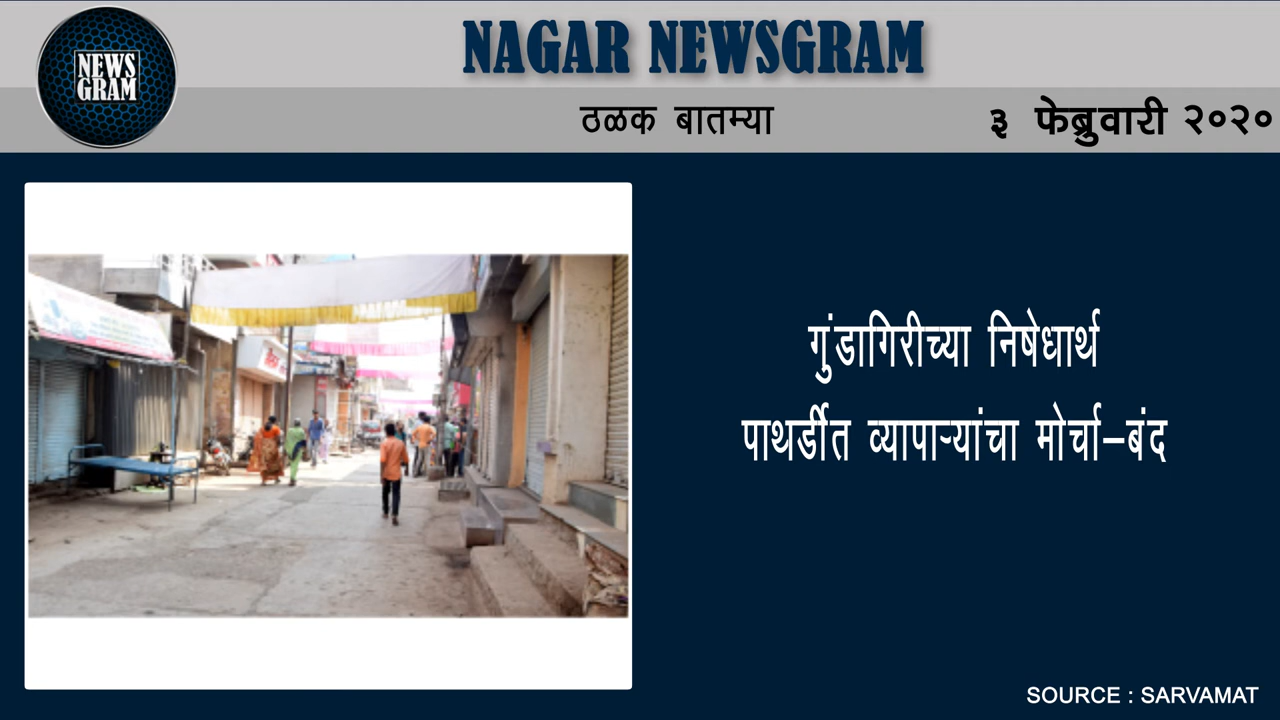 NEWS
GRAM
NAGAR NEWSGRAM
ठळक बातम्या
३ फेब्रुवारी २०२०
गुंडागिरीच्या निषेधार्थ
पाथर्डीत व्यापाऱ्यांचा मोर्चा-बंद
SOURCE : SARVAMAT